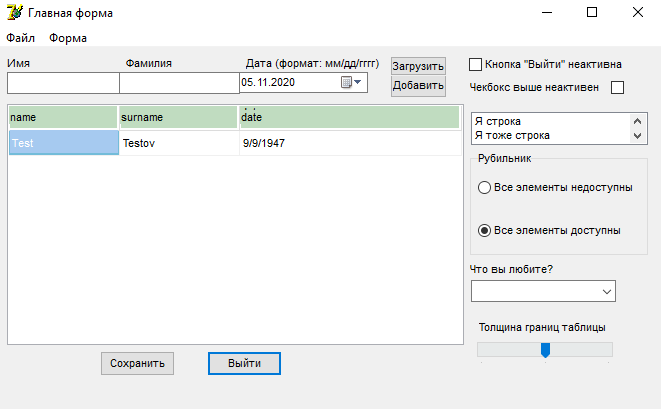 Главная форма
Файл Форма
Имя Фамилия Дата (формат: мм/дд/гггг) Загрузить
05.11.2020 Добавить
Кнопка "Выйти" неактивна
Чекбокс выше неактивен
name surname date
Test Testov 9/9/1947
Я строка
Я тоже строка
Рубильник
Все элементы недоступны
Все элементы доступны
Что вы любите?
Толщина границ таблицы
Сохранить Выйти